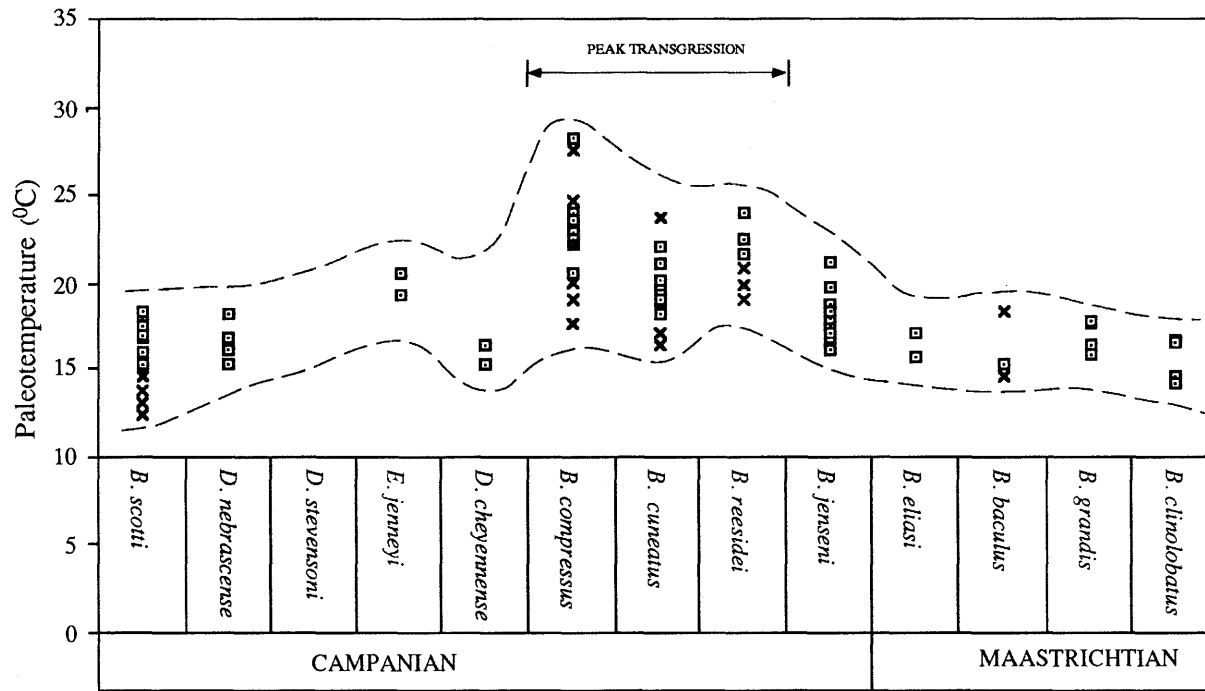 35
PEAK TRANSGRESSION
30
25
20
15
10
5
0
Paleotemperature (⁰C)
B. scotti
D. nebrascense
D. stevensoni
E. jenneyi
D. cheyennense
B. compressus
B. cuneatus
B. reesidei
B. jenseni
B. eliasi
B. baculus
B. grandis
B. clinolobatus
CAMPANIAN
MAASTRICHTIAN